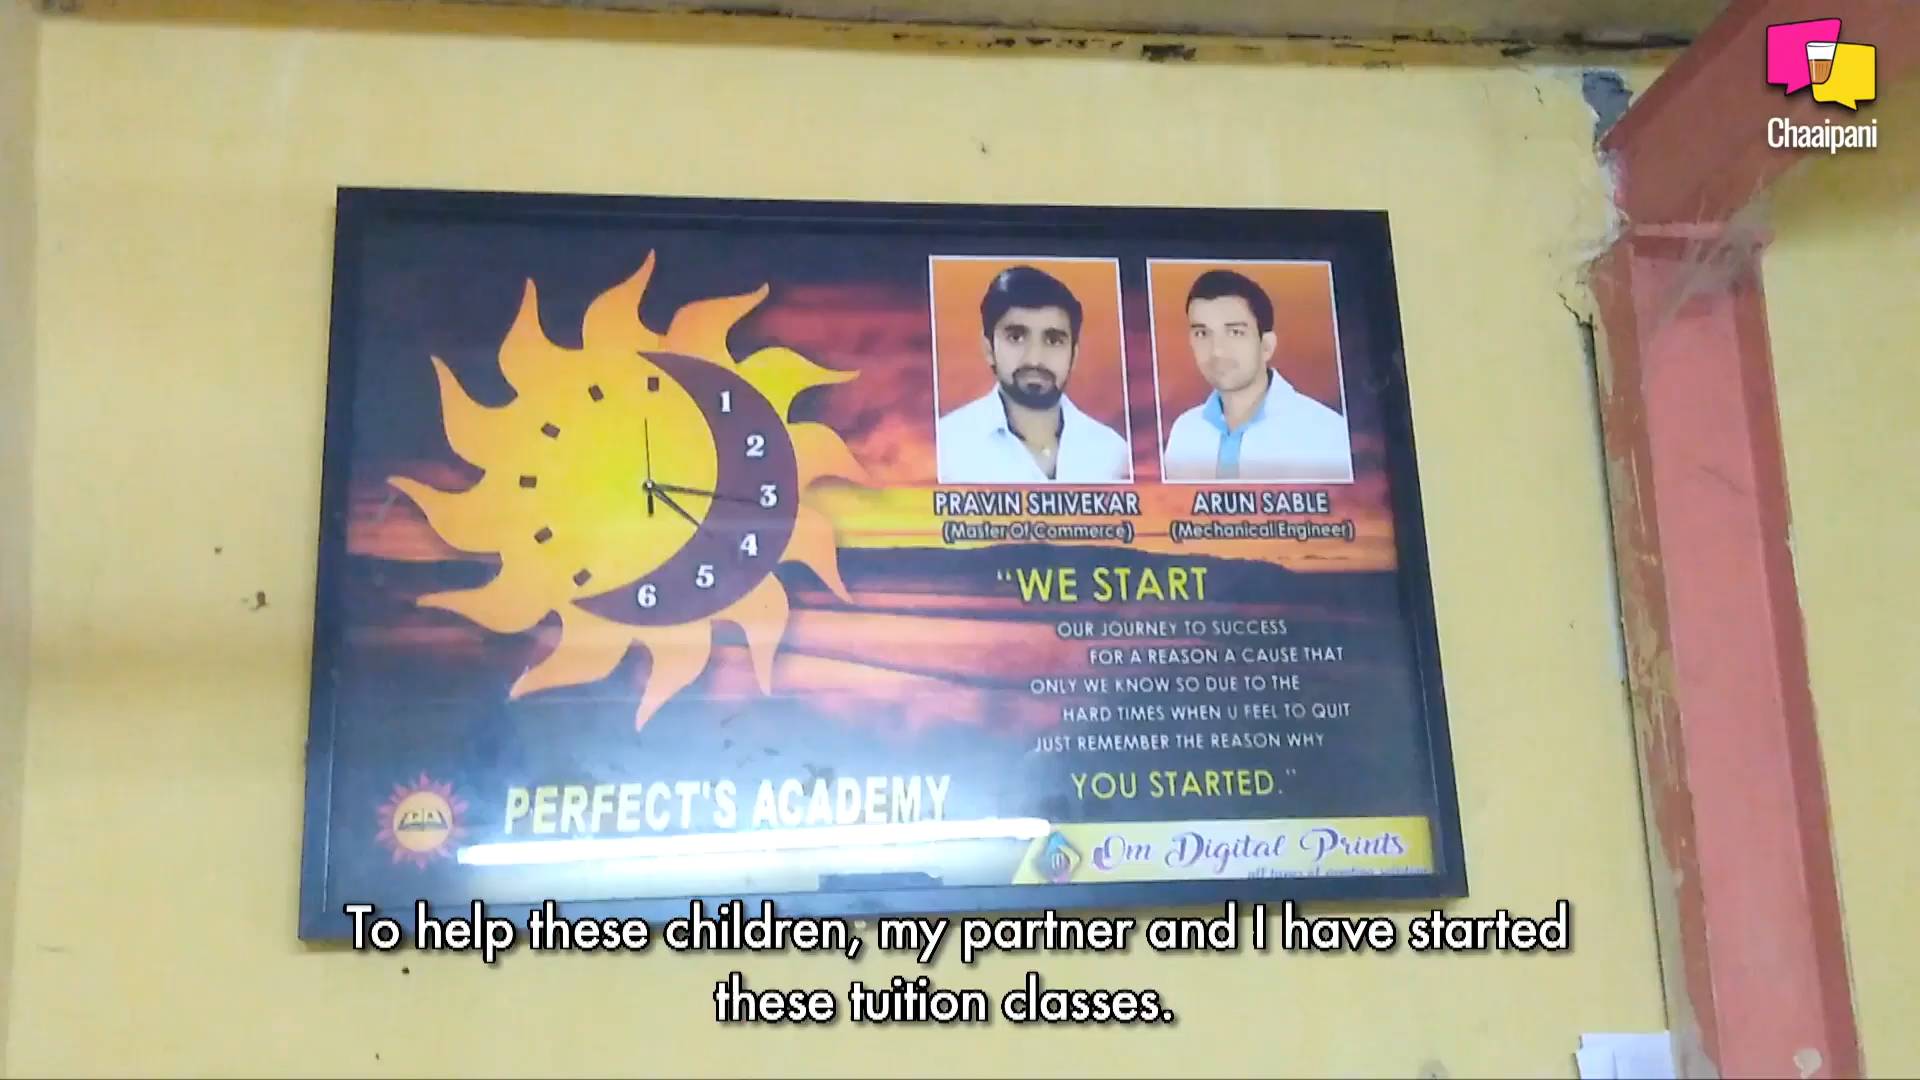 Chaaipani
1
2
3
4
5
6
PRAVIN SHIVEKAR
(Master Of Commerce)
ARUN SABLE
(Mechanical Engineer)
"WE START
OUR JOURNEY TO SUCCESS
FOR A REASON A CAUSE THAT
ONLY WE KNOW SO DUE TO THE
HARD TIMES WHEN U FEEL TO QUIT
JUST REMEMBER THE REASON WHY
YOU STARTED."
P A
PERFECT'S ACADEMY
Om Digital Prints
all types of
To help these children, my partner and I have started
these tuition classes.